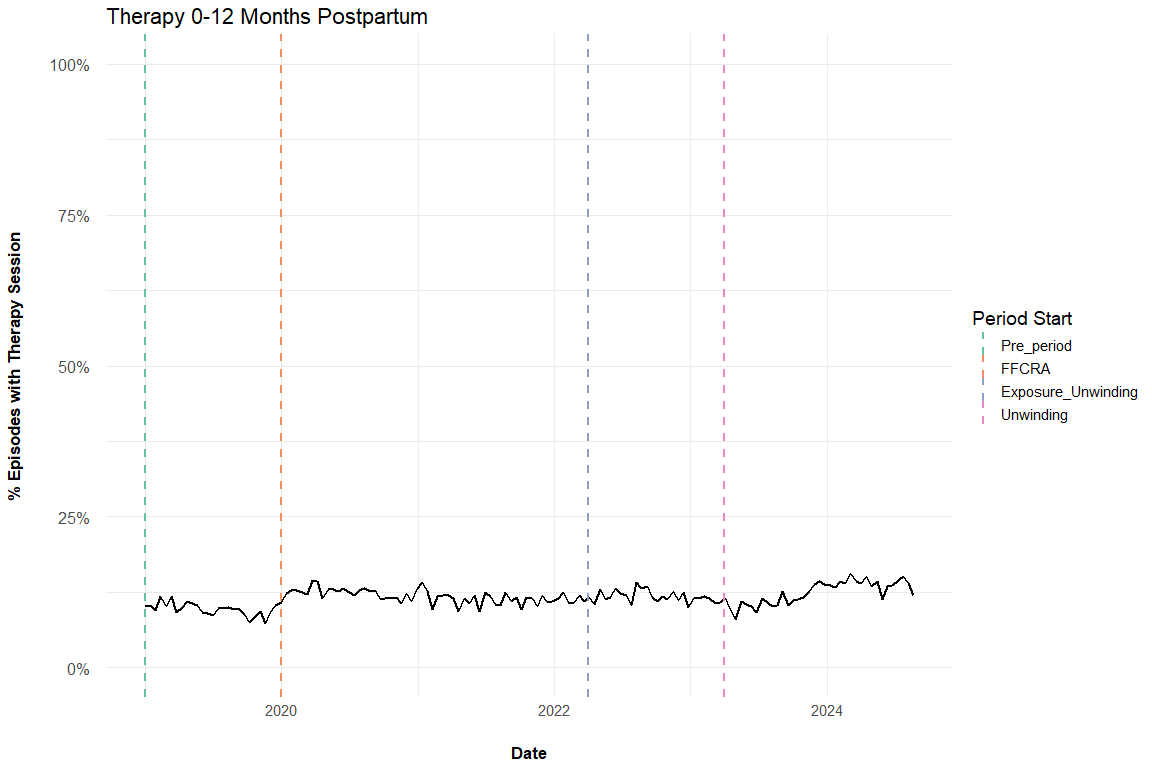 Therapy 0-12 Months Postpartum
100%
75%
50%
25%
0%
% Episodes with Therapy Session
2020
2022
2024
Date
Period Start
Pre_period
FFCRA
Exposure_Unwinding
Unwinding